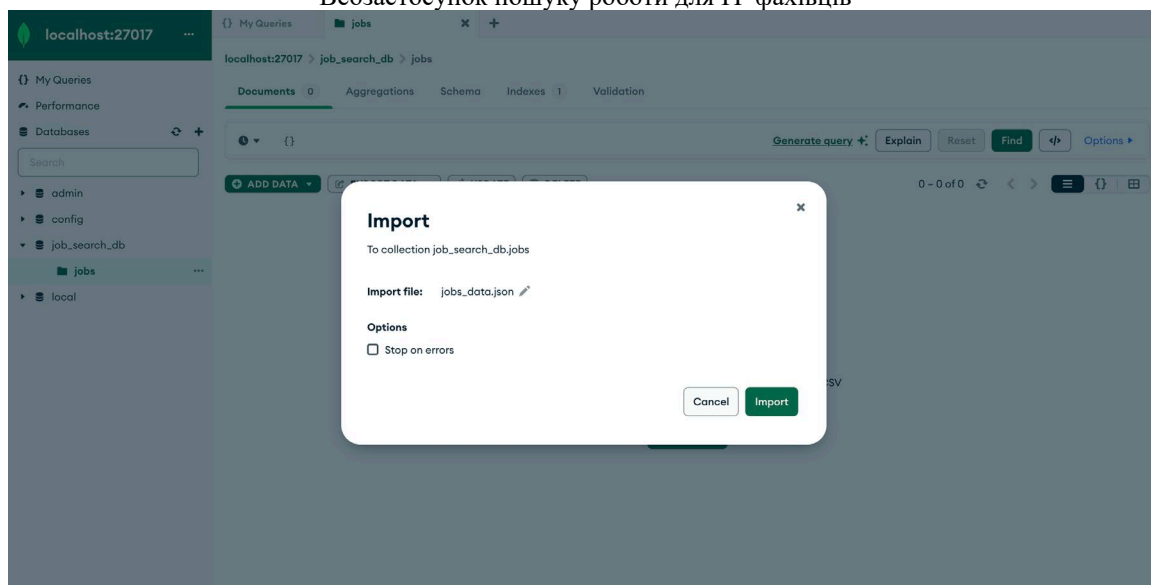 Вебзастосунок пошуку роботи для ІТ-фахівців
localhost:27017 ...
{} My Queries
jobs
localhost:27017 > job_search_db > jobs
{} My Queries
Performance
Databases
Search
admin
config
job_search_db
jobs ...
local
Documents 0 Aggregations Schema Indexes 1 Validation
{} Generate query Explain Reset Find </> Options
ADD DATA
0 – 0 of 0 {}
Import
To collection job_search_db.jobs
Import file: jobs_data.json
Options
Stop on errors
Cancel Import